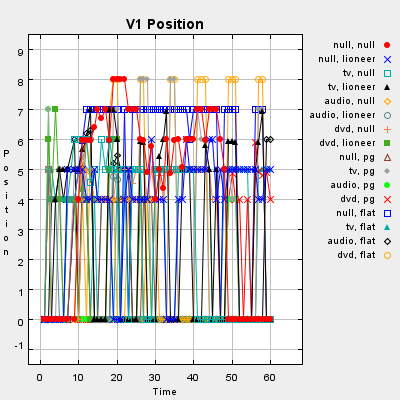 V1 Position
9
8
7
6
5
4
3
2
1
0
-1
Position
0
10
20
30
40
50
60
Time
null, null
null, lioneer
tv, null
tv, lioneer
audio, null
audio, lioneer
dvd, null
dvd, lioneer
null, pg
tv, pg
audio, pg
dvd, pg
null, flat
tv, flat
audio, flat
dvd, flat